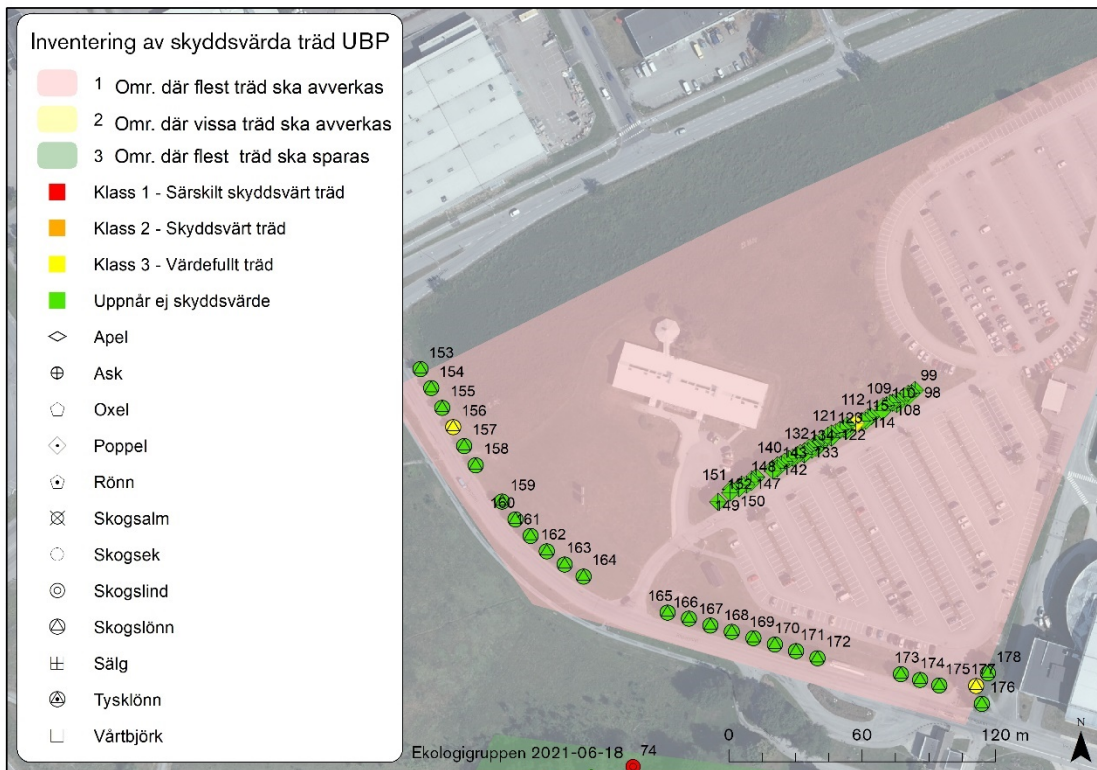 Inventering av skyddsvärda träd UBP
1 Omr. där flest träd ska avverkas
2 Omr. där vissa träd ska avverkas
3 Omr. där flest träd ska sparas
Klass 1 - Särskilt skyddsvärt träd
Klass 2 - Skyddsvärt träd
Klass 3 - Värdefullt träd
Uppnår ej skyddsvärde
Apel
Ask
Oxel
Poppel
Rönn
Skogsalm
Skogsek
Skogslind
Skogslönn
Sälg
Tysklönn
Vårtbjörk
153
154
155
156
157
158
159
160
161
162
163
164
99
98
109
110
108
112
115
114
121
123
122
132
134
133
140
143
142
148
147
151
152
150
149
165
166
167
168
169
170
171
172
173
174
175
177
178
176
Ekologigruppen 2021-06-18
74
0
60
120 m
N